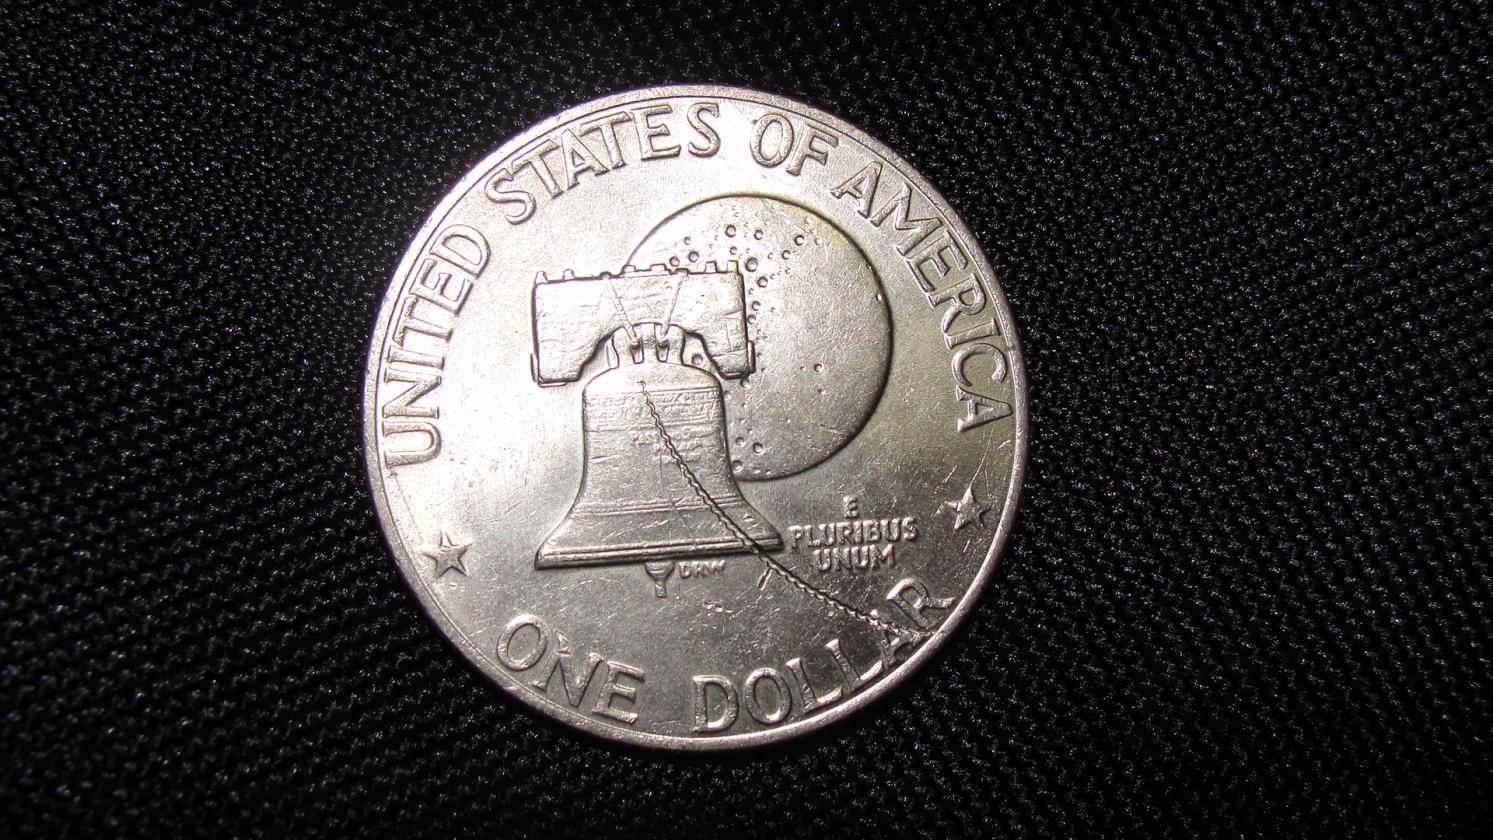 UNITED STATES OF AMERICA
E
PLURIBUS
UNUM
DRW
ONE DOLLAR